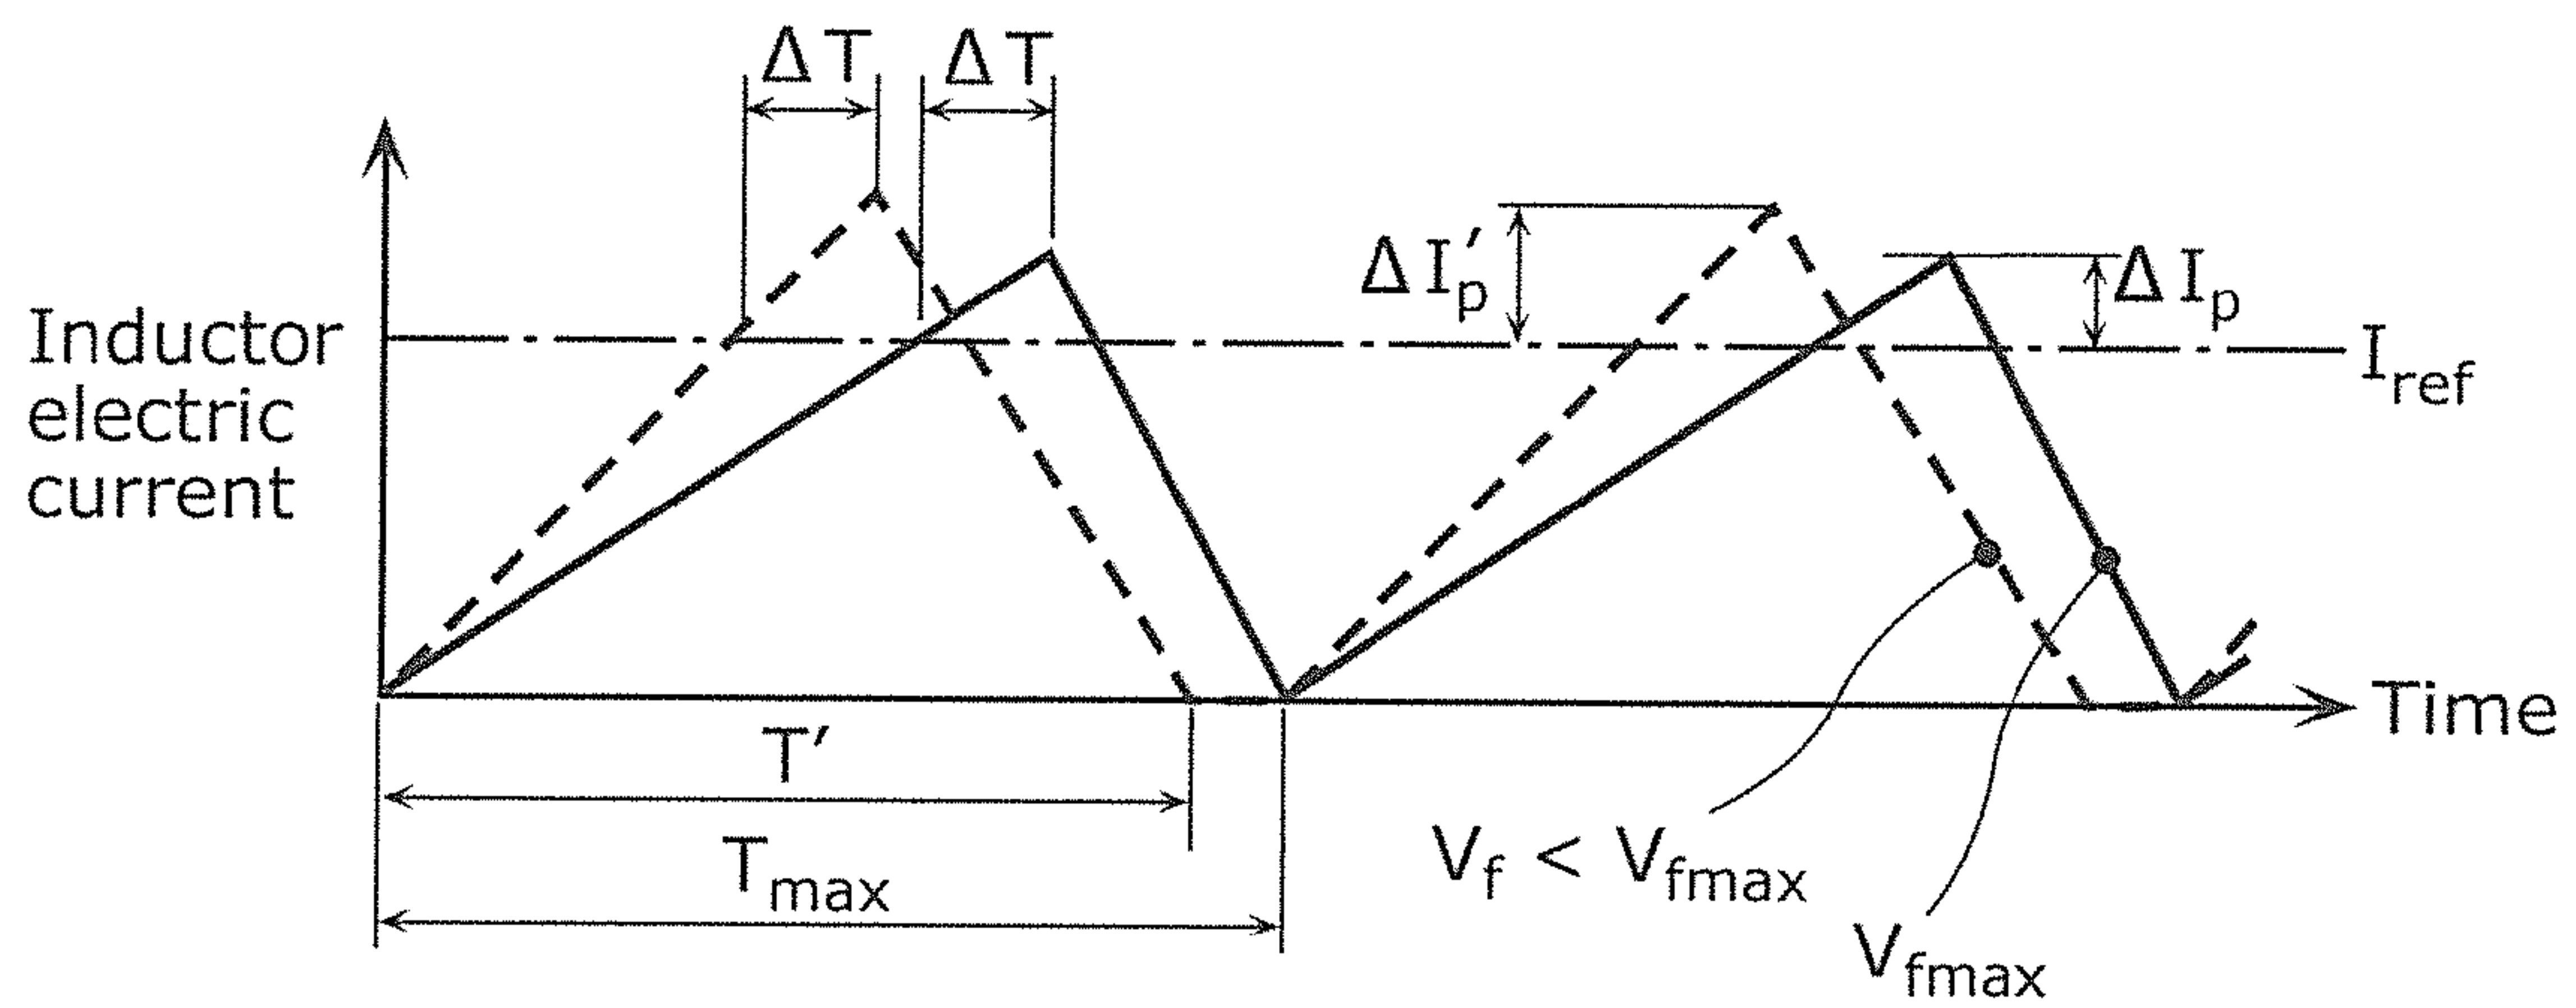 ΔT ΔT
Inductor
electric
current
ΔI′p
ΔIp
Iref
Time
T′
Tmax
Vf < Vfmax
Vfmax